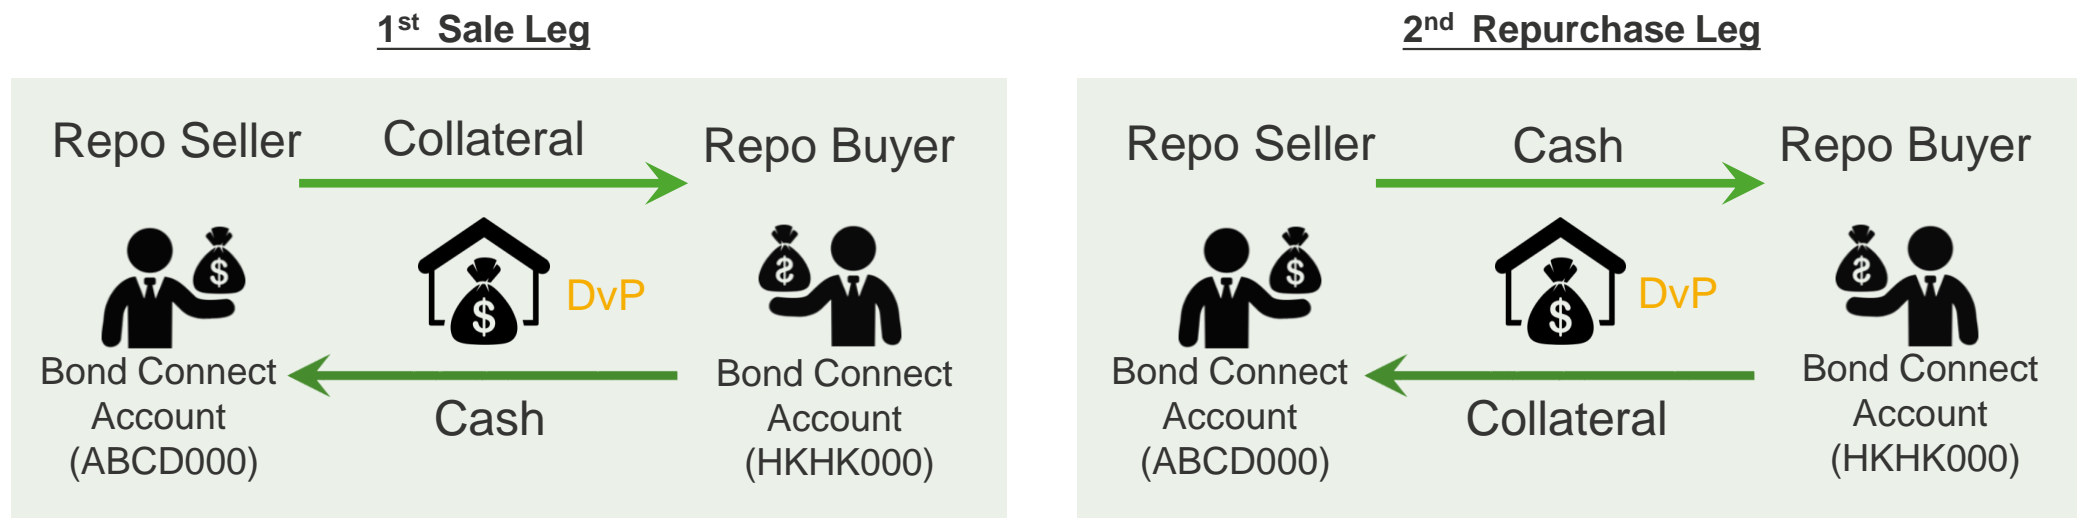 1st Sale Leg
Repo Seller
Collateral
Repo Buyer
$
$
$
DvP
Bond Connect
Account
(ABCD000)
Cash
Bond Connect
Account
(HKHK000)
2nd Repurchase Leg
Repo Seller
Cash
Repo Buyer
$
$
$
DvP
Bond Connect
Account
(ABCD000)
Collateral
Bond Connect
Account
(HKHK000)